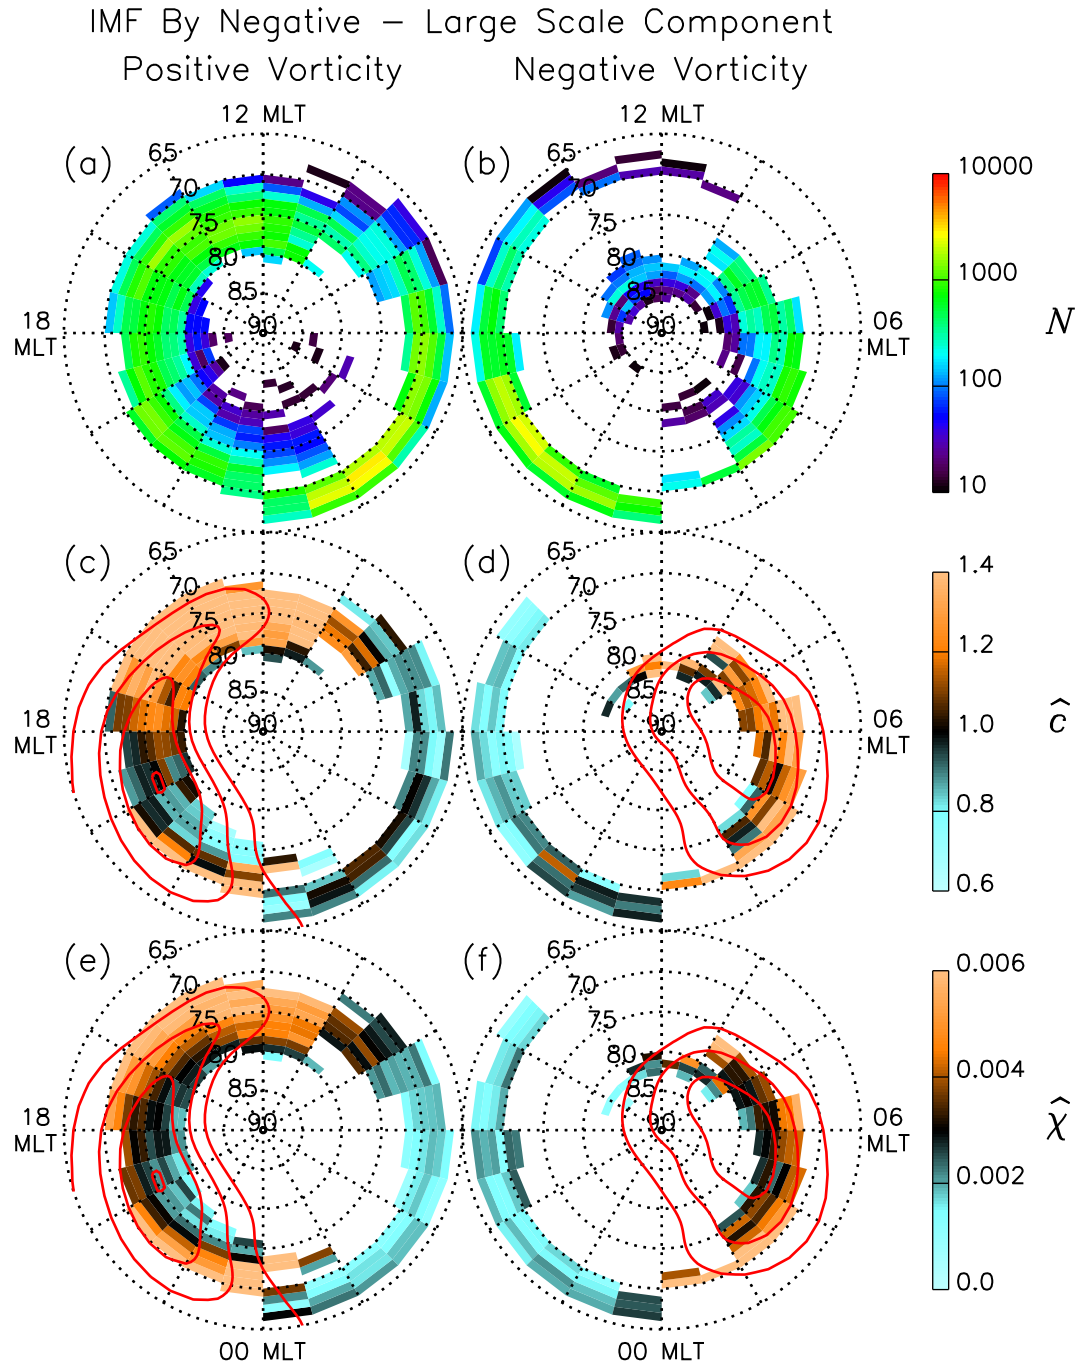 IMF By Negative – Large Scale Component
Positive Vorticity Negative Vorticity
12 MLT 12 MLT
(a) 65 70 75 80 85 90
(b) 65 70 75 80 85 90
18 MLT
06 MLT
10000
1000
100
10
N
(c) 65 70 75 80 85 90
(d) 65 70 75 80 85 90
18 MLT
06 MLT
1.4
1.2
1.0
0.8
0.6
ĉ
(e) 65 70 75 80 85 90
(f) 65 70 75 80 85 90
18 MLT
06 MLT
0.006
0.004
0.002
0.0
χ̂
00 MLT 00 MLT